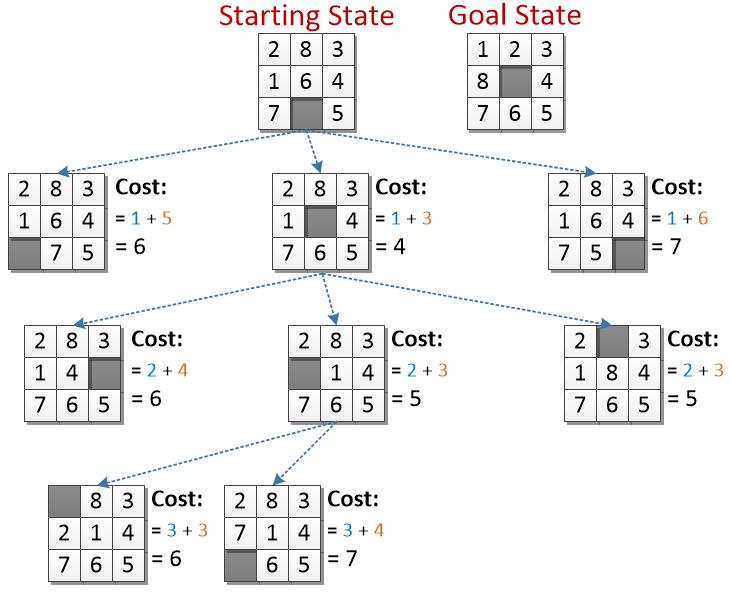 Starting State
Goal State
2 8 3
1 6 4
7 5
1 2 3
8 4
7 6 5
2 8 3
1 6 4
7 5
Cost:
= 1 + 5
= 6
2 8 3
1 4
7 6 5
Cost:
= 1 + 3
= 4
2 8 3
1 6 4
7 5
Cost:
= 1 + 6
= 7
2 8 3
1 4
7 6 5
Cost:
= 2 + 4
= 6
2 8 3
1 4
7 6 5
Cost:
= 2 + 3
= 5
2 3
1 8 4
7 6 5
Cost:
= 2 + 3
= 5
8 3
2 1 4
7 6 5
Cost:
= 3 + 3
= 6
2 8 3
7 1 4
6 5
Cost:
= 3 + 4
= 7